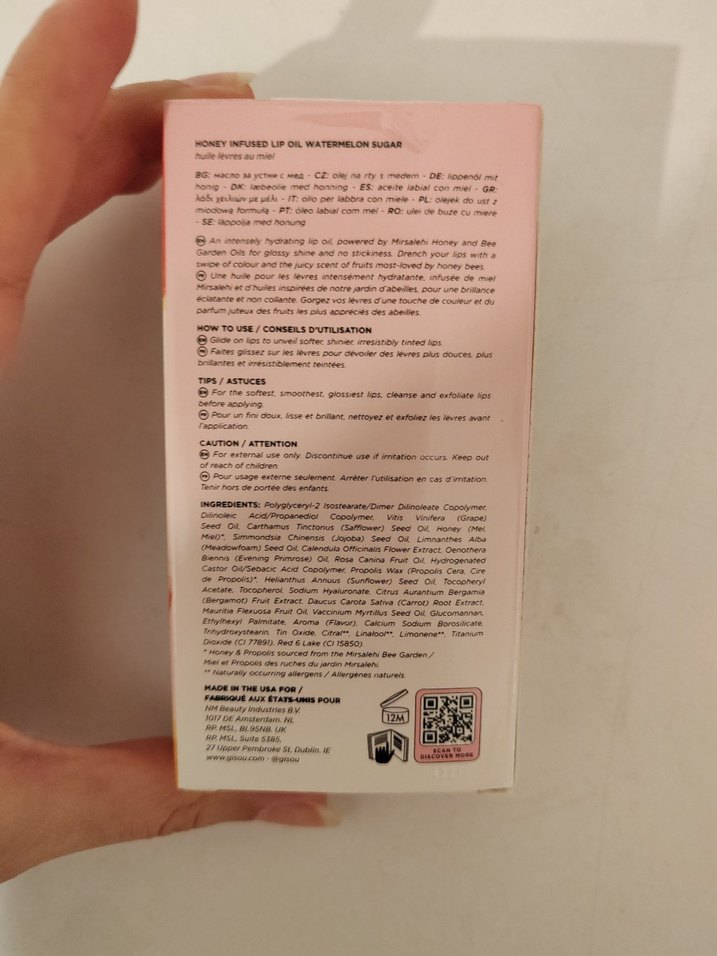 HONEY INFUSED LIP OIL WATERMELON SUGAR
huile lèvres au miel
BG: масло за устни с мед - CZ: olej na rty s medem - DE: lippenöl mit
honig - DK: læbeolie med honning - ES: aceite labial con miel - GR:
λάδι χειλιών με μέλι - IT: olio per labbra con miele - PL: olejek do ust z
miodową formułą - PT: óleo labial com mel - RO: ulei de buze cu miere
- SE: läppolja med honung
EN An intensely hydrating lip oil, powered by Mirsalehi Honey and Bee
Garden Oils for glossy shine and no stickiness. Drench your lips with a
swipe of colour and the juicy scent of fruits most-loved by honey bees.
FR Une huile pour les lèvres intensément hydratante, infusée de miel
Mirsalehi et d'huiles inspirées de notre jardin d'abeilles, pour une brillance
éclatante et non collante. Gorgez vos lèvres d'une touche de couleur et du
parfum juteux des fruits les plus appréciés des abeilles.
HOW TO USE / CONSEILS D'UTILISATION
EN Glide on lips to unveil softer, shinier, irresistibly tinted lips.
FR Faites glissez sur les lèvres pour dévoiler des lèvres plus douces, plus
brillantes et irrésistiblement teintées.
TIPS / ASTUCES
EN For the softest, smoothest, glossiest lips, cleanse and exfoliate lips
before applying.
FR Pour un fini doux, lisse et brillant, nettoyez et exfoliez les lèvres avant
l'application.
CAUTION / ATTENTION
EN For external use only. Discontinue use if irritation occurs. Keep out
of reach of children.
FR Pour usage externe seulement. Arrêter l'utilisation en cas d'irritation.
Tenir hors de portée des enfants.
INGREDIENTS: Polyglyceryl-2 Isostearate/Dimer Dilinoleate Copolymer,
Dilinoleic Acid/Propanediol Copolymer, Vitis Vinifera (Grape)
Seed Oil, Carthamus Tinctorius (Safflower) Seed Oil, Honey (Mel,
Miel)*, Simmondsia Chinensis (Jojoba) Seed Oil, Limnanthes Alba
(Meadowfoam) Seed Oil, Calendula Officinalis Flower Extract, Oenothera
Biennis (Evening Primrose) Oil, Rosa Canina Fruit Oil, Hydrogenated
Castor Oil/Sebacic Acid Copolymer, Propolis Wax (Propolis Cera, Cire
de Propolis)*, Helianthus Annuus (Sunflower) Seed Oil, Tocopheryl
Acetate, Tocopherol, Sodium Hyaluronate, Citrus Aurantium Bergamia
(Bergamot) Fruit Extract, Daucus Carota Sativa (Carrot) Root Extract,
Mauritia Flexuosa Fruit Oil, Vaccinium Myrtillus Seed Oil, Glucomannan,
Ethylhexyl Palmitate, Aroma (Flavor), Calcium Sodium Borosilicate,
Trihydroxystearin, Tin Oxide, Citral**, Linalool**, Limonene**, Titanium
Dioxide (CI 77891), Red 6 Lake (CI 15850).
* Honey & Propolis sourced from the Mirsalehi Bee Garden /
Miel et Propolis des ruches du jardin Mirsalehi.
** Naturally occurring allergens / Allergènes naturels
MADE IN THE USA FOR /
FABRIQUÉ AUX ÉTATS-UNIS POUR
NM Beauty Industries B.V.
1017 DE Amsterdam, NL
RP: MSL, BL95NB, UK
RP: MSL, Suite 5385,
27 Upper Pembroke St, Dublin, IE
www.gisou.com - @gisou
12M
SCAN TO
DISCOVER MORE